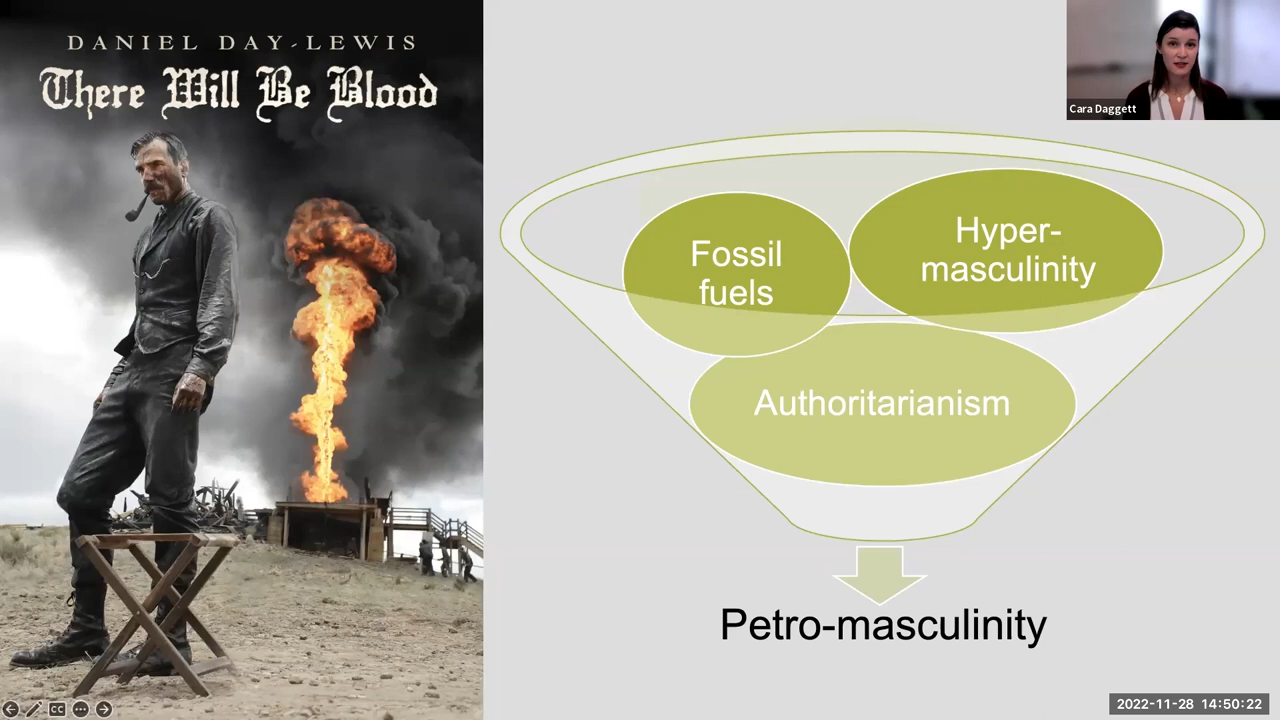 DANIEL DAY-LEWIS
There Will Be Blood
Cara Daggett
Fossil
fuels
Hyper-
masculinity
Authoritarianism
Petro-masculinity
CC
2022-11-28 14:50:22